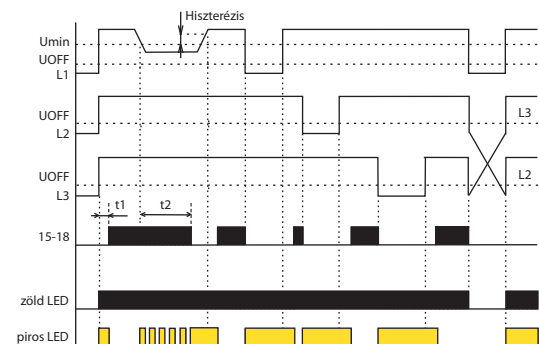 Hiszterézis
Umin
UOFF
L1
UOFF
L2
L3
UOFF
L3
L2
t1
t2
15-18
zöld LED
piros LED